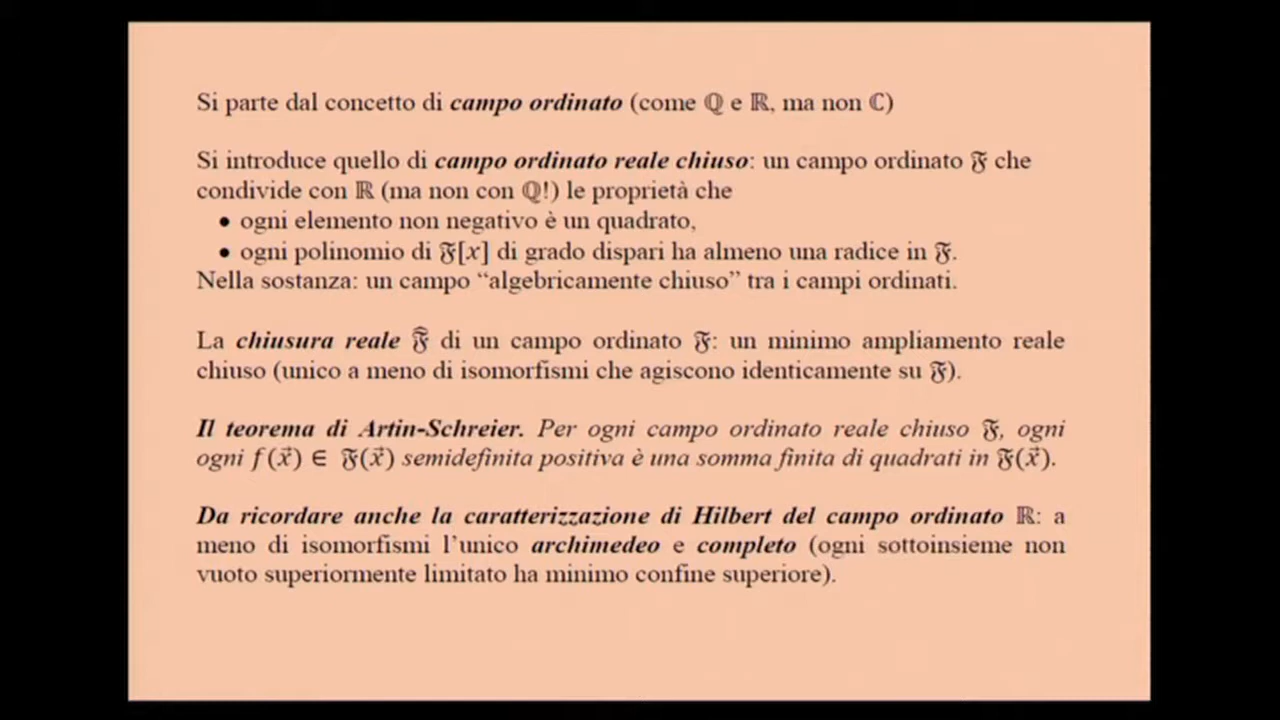 Si parte dal concetto di campo ordinato (come ℚ e ℝ, ma non ℂ)
Si introduce quello di campo ordinato reale chiuso: un campo ordinato 𝔉 che
condivide con ℝ (ma non con ℚ!) le proprietà che
• ogni elemento non negativo è un quadrato,
• ogni polinomio di 𝔉[x] di grado dispari ha almeno una radice in 𝔉.
Nella sostanza: un campo “algebricamente chiuso” tra i campi ordinati.
La chiusura reale 𝔉̂ di un campo ordinato 𝔉: un minimo ampliamento reale
chiuso (unico a meno di isomorfismi che agiscono identicamente su 𝔉).
Il teorema di Artin-Schreier. Per ogni campo ordinato reale chiuso 𝔉, ogni
ogni f(x⃗) ∈ 𝔉(x⃗) semidefinita positiva è una somma finita di quadrati in 𝔉(x⃗).
Da ricordare anche la caratterizzazione di Hilbert del campo ordinato ℝ: a
meno di isomorfismi l’unico archimedeo e completo (ogni sottoinsieme non
vuoto superiormente limitato ha minimo confine superiore).